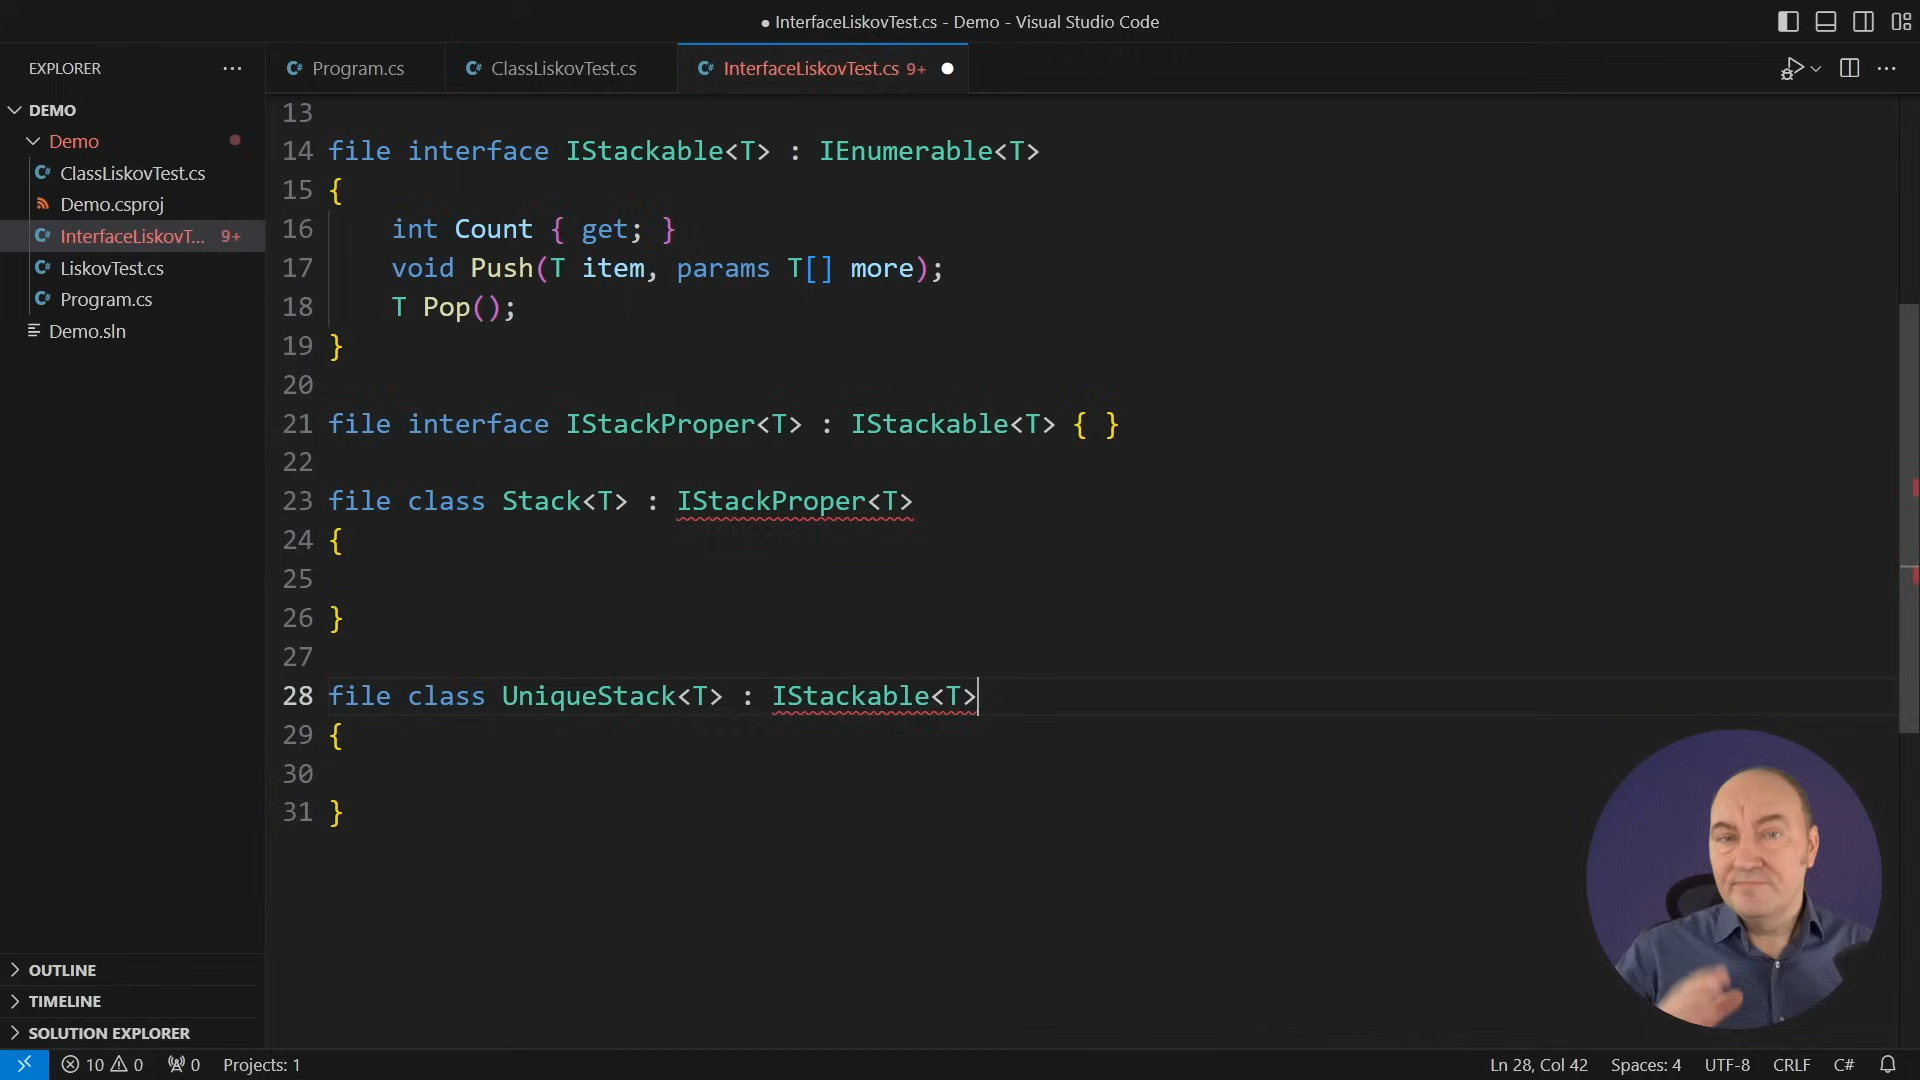 ● InterfaceLiskovTest.cs - Demo - Visual Studio Code
EXPLORER
Program.cs
ClassLiskovTest.cs
InterfaceLiskovTest.cs 9+
DEMO
Demo
ClassLiskovTest.cs
Demo.csproj
InterfaceLiskovT... 9+
LiskovTest.cs
Program.cs
Demo.sln
13
14 file interface IStackable<T> : IEnumerable<T>
15 {
16 int Count { get; }
17 void Push(T item, params T[] more);
18 T Pop();
19 }
20
21 file interface IStackProper<T> : IStackable<T> { }
22
23 file class Stack<T> : IStackProper<T>
24 {
25
26 }
27
28 file class UniqueStack<T> : IStackable<T>
29 {
30
31 }
OUTLINE
TIMELINE
SOLUTION EXPLORER
10 0 0 Projects: 1
Ln 28, Col 42 Spaces: 4 UTF-8 CRLF C#